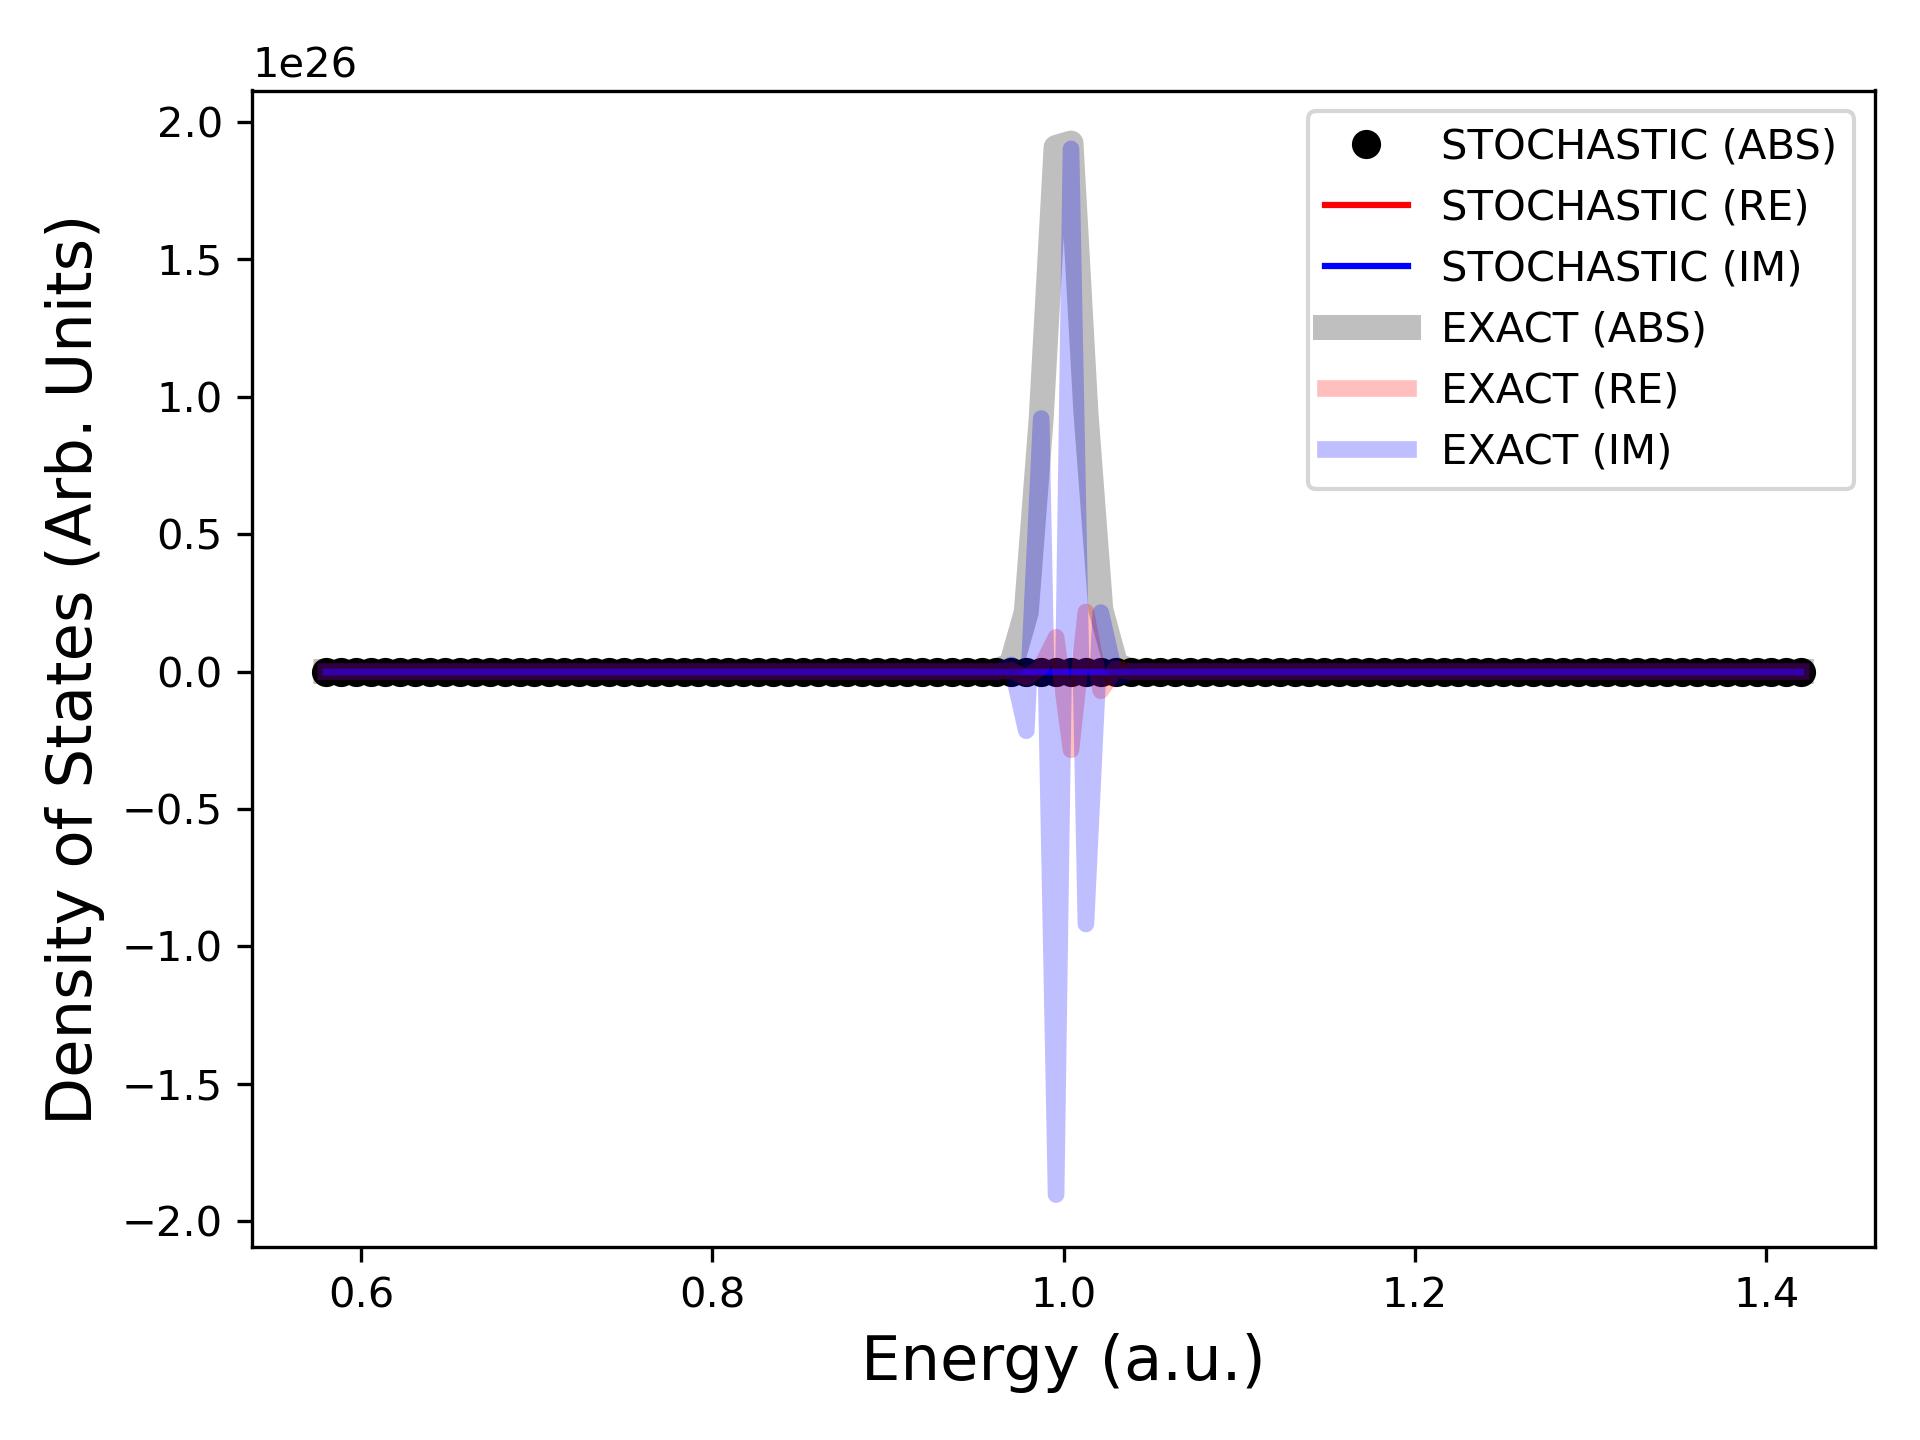 1e26
2.0
1.5
1.0
0.5
0.0
−0.5
−1.0
−1.5
−2.0
Density of States (Arb. Units)
STOCHASTIC (ABS)
STOCHASTIC (RE)
STOCHASTIC (IM)
EXACT (ABS)
EXACT (RE)
EXACT (IM)
0.6 0.8 1.0 1.2 1.4
Energy (a.u.)